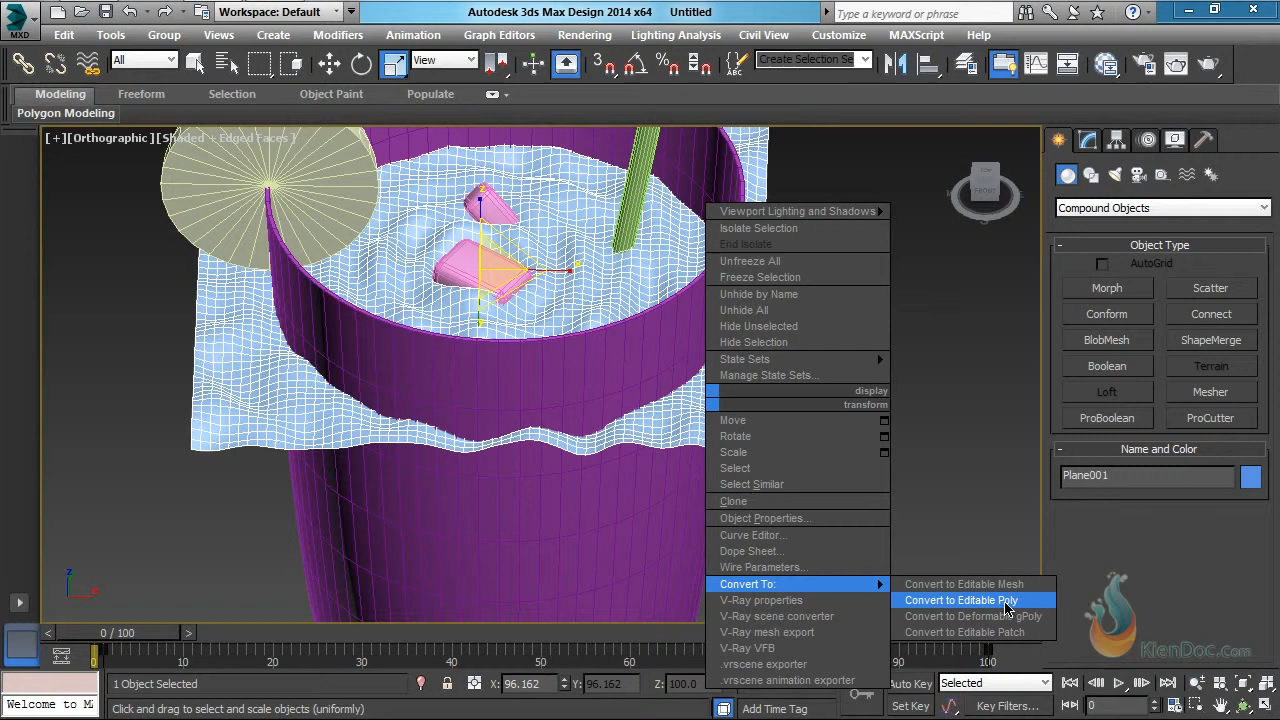 MXD
Workspace: Default
Autodesk 3ds Max Design 2014 x64
Untitled
Type a keyword or phrase
Edit
Tools
Group
Views
Create
Modifiers
Animation
Graph Editors
Rendering
Lighting Analysis
Civil View
Customize
MAXScript
Help
All
View
3
Create Selection Se
Modeling
Freeform
Selection
Object Paint
Populate
Polygon Modeling
[+][Orthographic][Shaded + Edged Faces]
FRONT
Z
Viewport Lighting and Shadows
Isolate Selection
End Isolate
Unfreeze All
Freeze Selection
Unhide by Name
Unhide All
Hide Unselected
Hide Selection
State Sets
Manage State Sets...
display
transform
Move
Rotate
Scale
Select
Select Similar
Clone
Object Properties...
Curve Editor...
Dope Sheet...
Wire Parameters...
Convert To:
V-Ray properties
V-Ray scene converter
V-Ray mesh export
V-Ray VFB
.vrscene exporter
.vrscene animation exporter
Convert to Editable Mesh
Convert to Editable Poly
Convert to Deformable gPoly
Convert to Editable Patch
Compound Objects
Object Type
AutoGrid
Morph
Scatter
Conform
Connect
BlobMesh
ShapeMerge
Boolean
Terrain
Loft
Mesher
ProBoolean
ProCutter
Name and Color
Plane001
KienDoc.com
0 / 100
0 10 20 30 40 50 60 90 100
1 Object Selected
X: 96.162
Y: 96.162
Z: 100.0
Auto Key
Selected
Welcome to M
Click and drag to select and scale objects (uniformly)
Add Time Tag
Set Key
Key Filters...
0